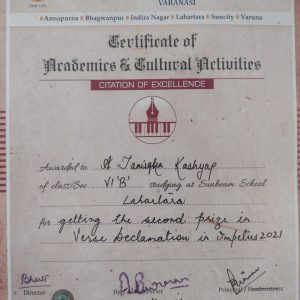 VARANASI
• Annapurna • Bhagwanpur • Indira Nagar • Lahartara • Suncity • Varuna
Certificate of
Academics & Cultural Activities
CITATION OF EXCELLENCE
Awarded to Tanishka Kashyap
of class/Sec. VI 'B' studying at Sunbeam School
Lahartara
for getting the second prize in
Verse Declamation in Impetus 2021
Director
Principal / Headmistress